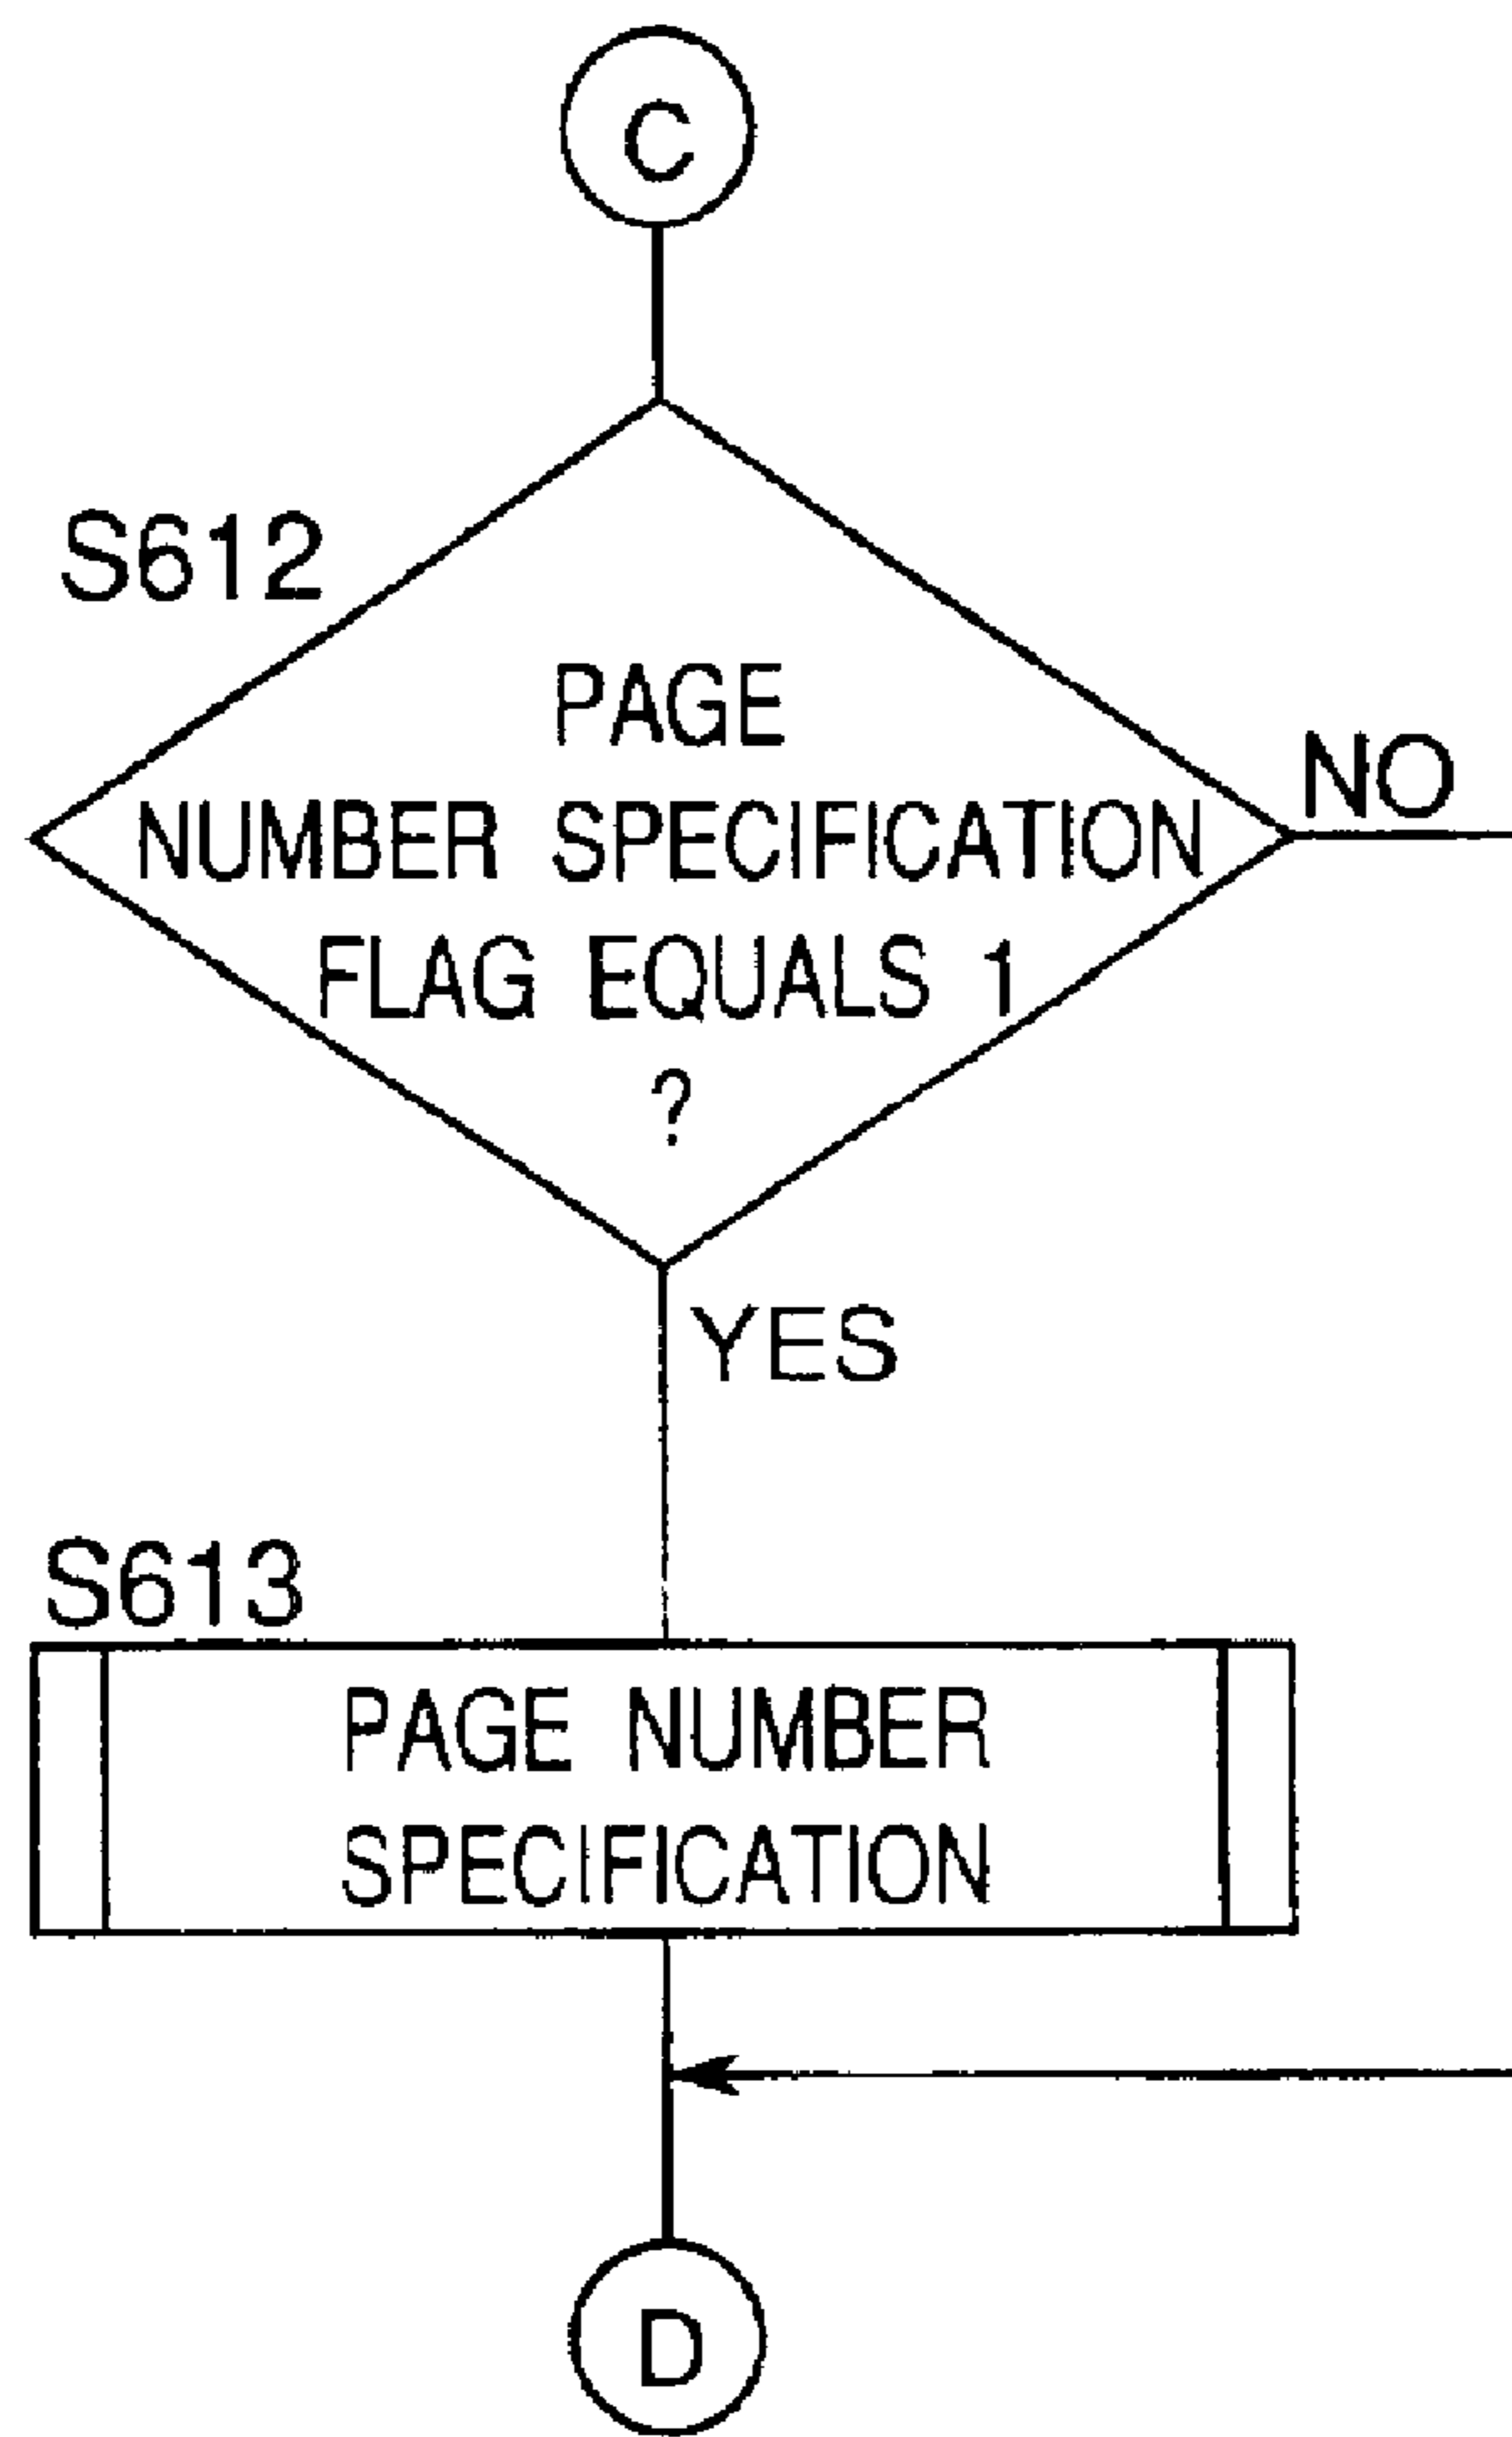 C
S612
PAGE
NUMBER SPECIFICATION
NO
FLAG EQUALS 1
?
YES
S613
PAGE NUMBER
SPECIFICATION
D